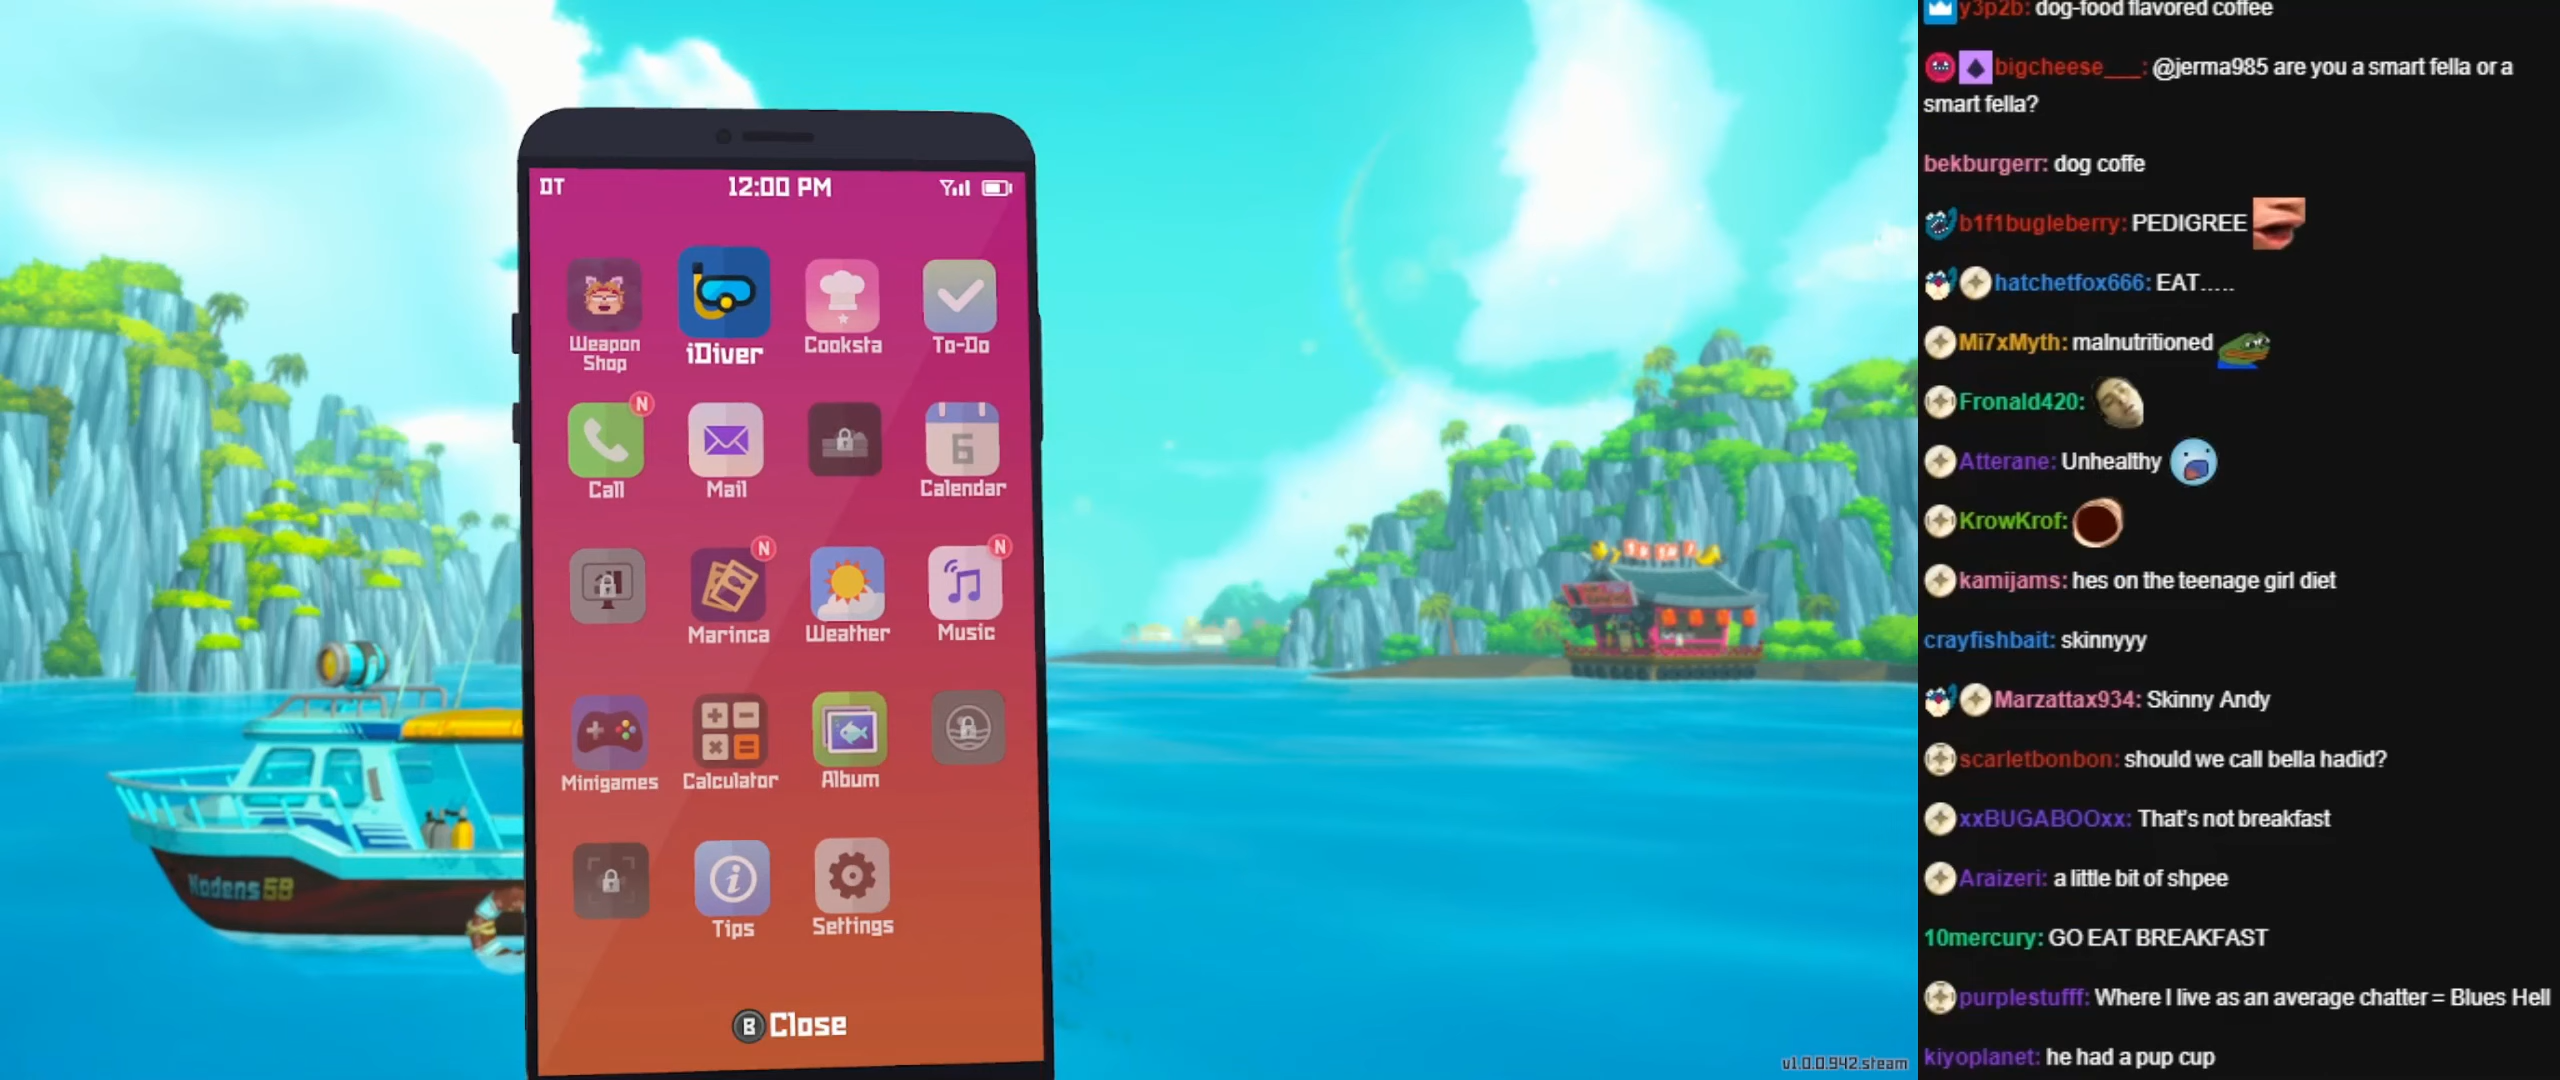 DT
12:00 PM
Weapon
Shop
iDiver
Cooksta
To-Do
N
6
Call
Mail
Calendar
N
N
Marinca
Weather
Music
Minigames
Calculator
Album
Tips
Settings
B Close
Nodens 58
v1.0.0.942.steam
y3p2b: dog-food flavored coffee
bigcheese___: @jerma985 are you a smart fella or a
smart fella?
bekburgerr: dog coffe
b1f1bugleberry: PEDIGREE
hatchetfox666: EAT.....
Mi7xMyth: malnutritioned
Fronald420:
Atterane: Unhealthy
KrowKrof:
kamijams: hes on the teenage girl diet
crayfishbait: skinnyyy
Marzattax934: Skinny Andy
scarletbonbon: should we call bella hadid?
xxBUGABOOxx: That's not breakfast
Araizeri: a little bit of shpee
10mercury: GO EAT BREAKFAST
purplestufff: Where I live as an average chatter = Blues Hell
kiyoplanet: he had a pup cup